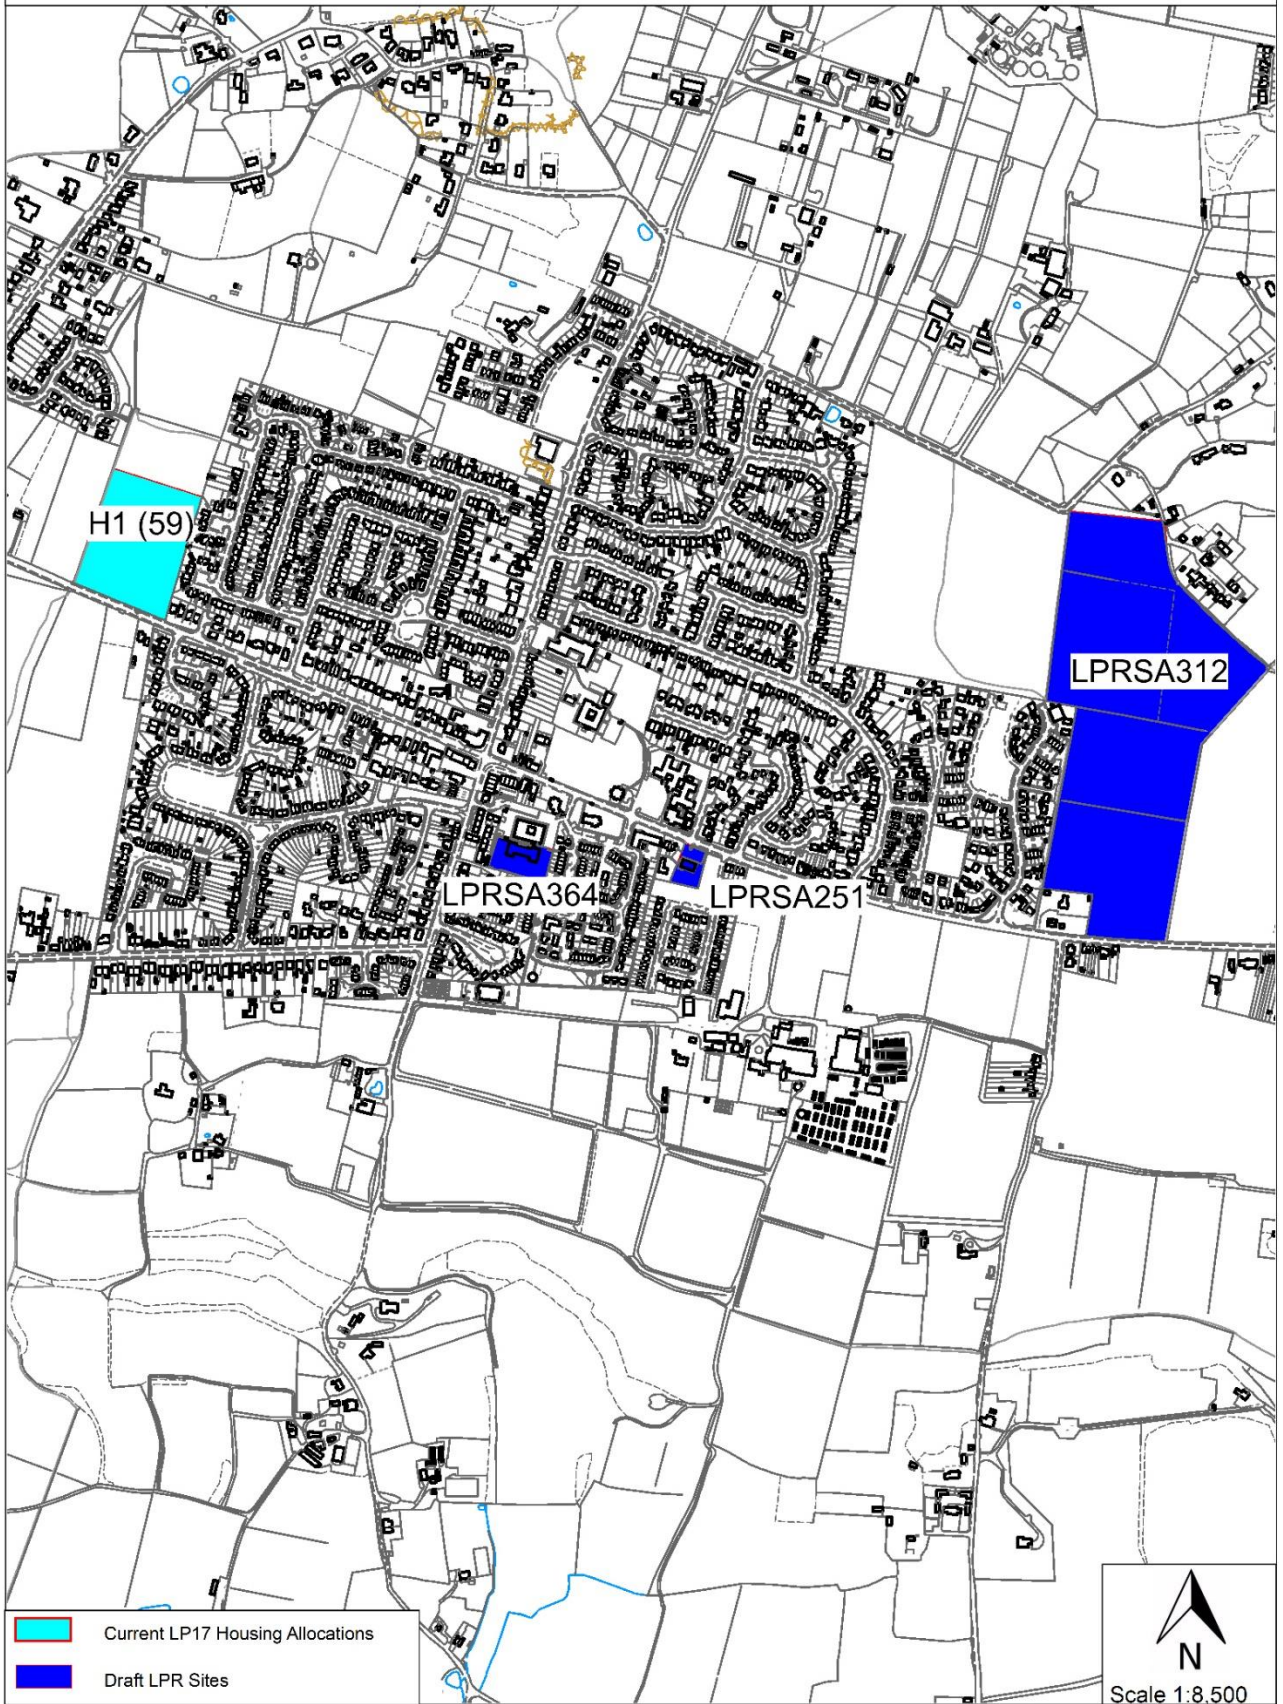 H1 (59)
LPRSA312
LPRSA364
LPRSA251
Current LP17 Housing Allocations
Draft LPR Sites
N
Scale 1:8,500